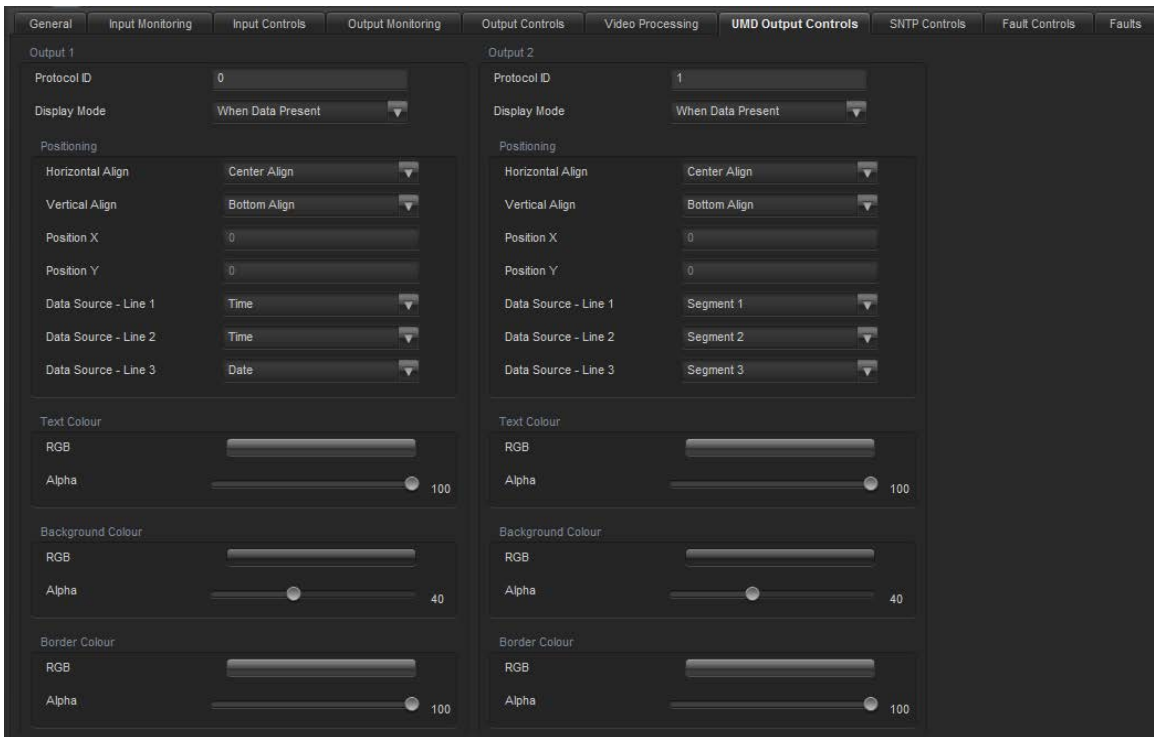 General Input Monitoring Input Controls Output Monitoring Output Controls Video Processing UMD Output Controls SNTP Controls Fault Controls Faults
Output 1
Protocol ID 0
Display Mode When Data Present
Positioning
Horizontal Align Center Align
Vertical Align Bottom Align
Position X 0
Position Y 0
Data Source - Line 1 Time
Data Source - Line 2 Time
Data Source - Line 3 Date
Text Colour
RGB
Alpha 100
Background Colour
RGB
Alpha 40
Border Colour
RGB
Alpha 100
Output 2
Protocol ID 1
Display Mode When Data Present
Positioning
Horizontal Align Center Align
Vertical Align Bottom Align
Position X 0
Position Y 0
Data Source - Line 1 Segment 1
Data Source - Line 2 Segment 2
Data Source - Line 3 Segment 3
Text Colour
RGB
Alpha 100
Background Colour
RGB
Alpha 40
Border Colour
RGB
Alpha 100